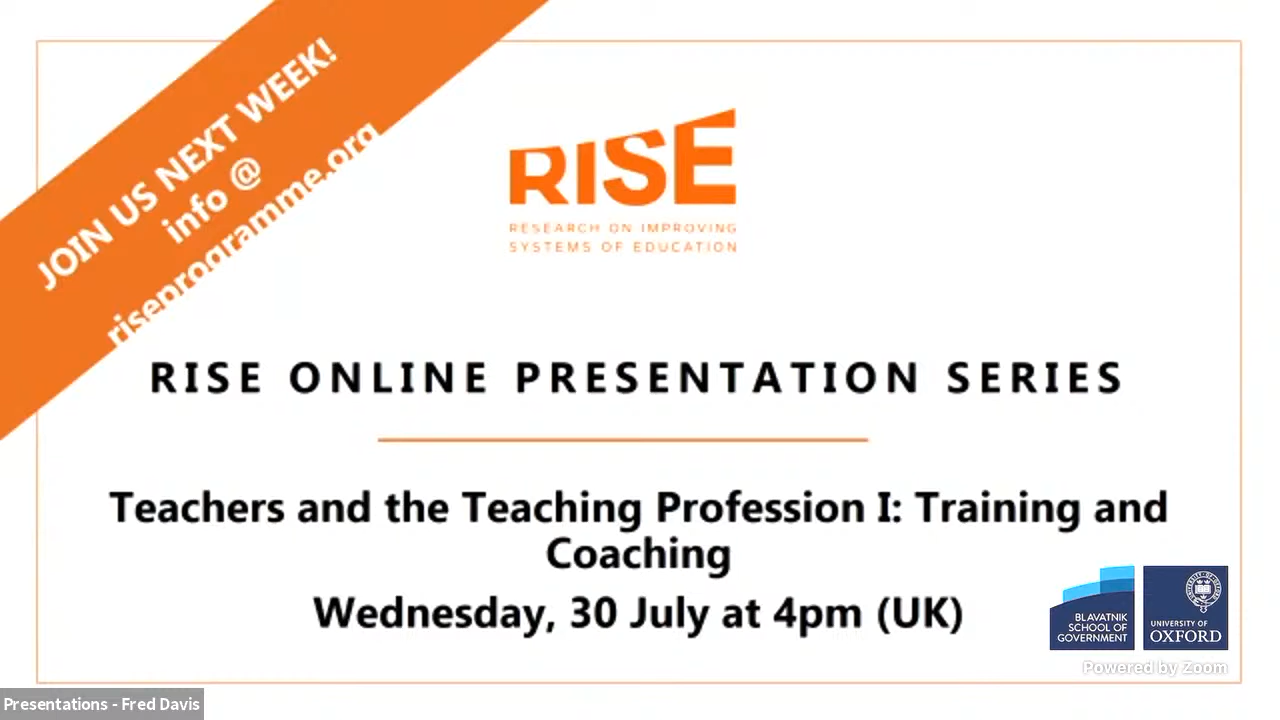 JOIN US NEXT WEEK!
info @
riseprogramme.org
RISE
RESEARCH ON IMPROVING
SYSTEMS OF EDUCATION
RISE ONLINE PRESENTATION SERIES
Teachers and the Teaching Profession I: Training and
Coaching
Wednesday, 30 July at 4pm (UK)
BLAVATNIK
SCHOOL OF
GOVERNMENT
UNIVERSITY OF
OXFORD
Powered by Zoom
Presentations - Fred Davis